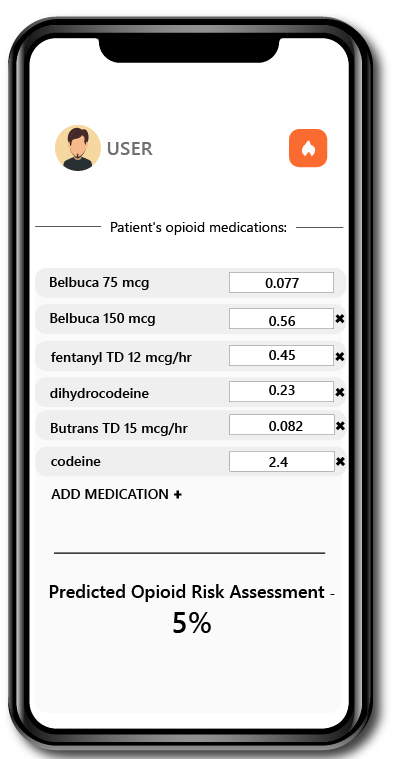 USER
Patient's opioid medications:
Belbuca 75 mcg 0.077
Belbuca 150 mcg 0.56 ✖
fentanyl TD 12 mcg/hr 0.45 ✖
dihydrocodeine 0.23 ✖
Butrans TD 15 mcg/hr 0.082 ✖
codeine 2.4 ✖
ADD MEDICATION +
Predicted Opioid Risk Assessment -
5%